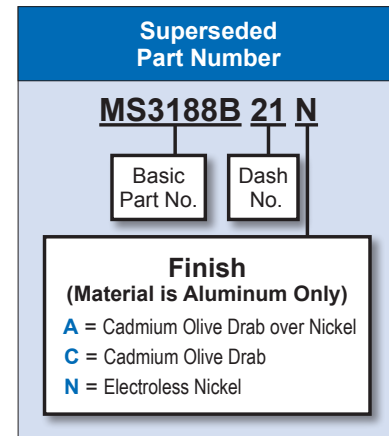 Superseded
Part Number
MS3188B 21 N
Basic
Part No.
Dash
No.
Finish
(Material is Aluminum Only)
A = Cadmium Olive Drab over Nickel
C = Cadmium Olive Drab
N = Electroless Nickel